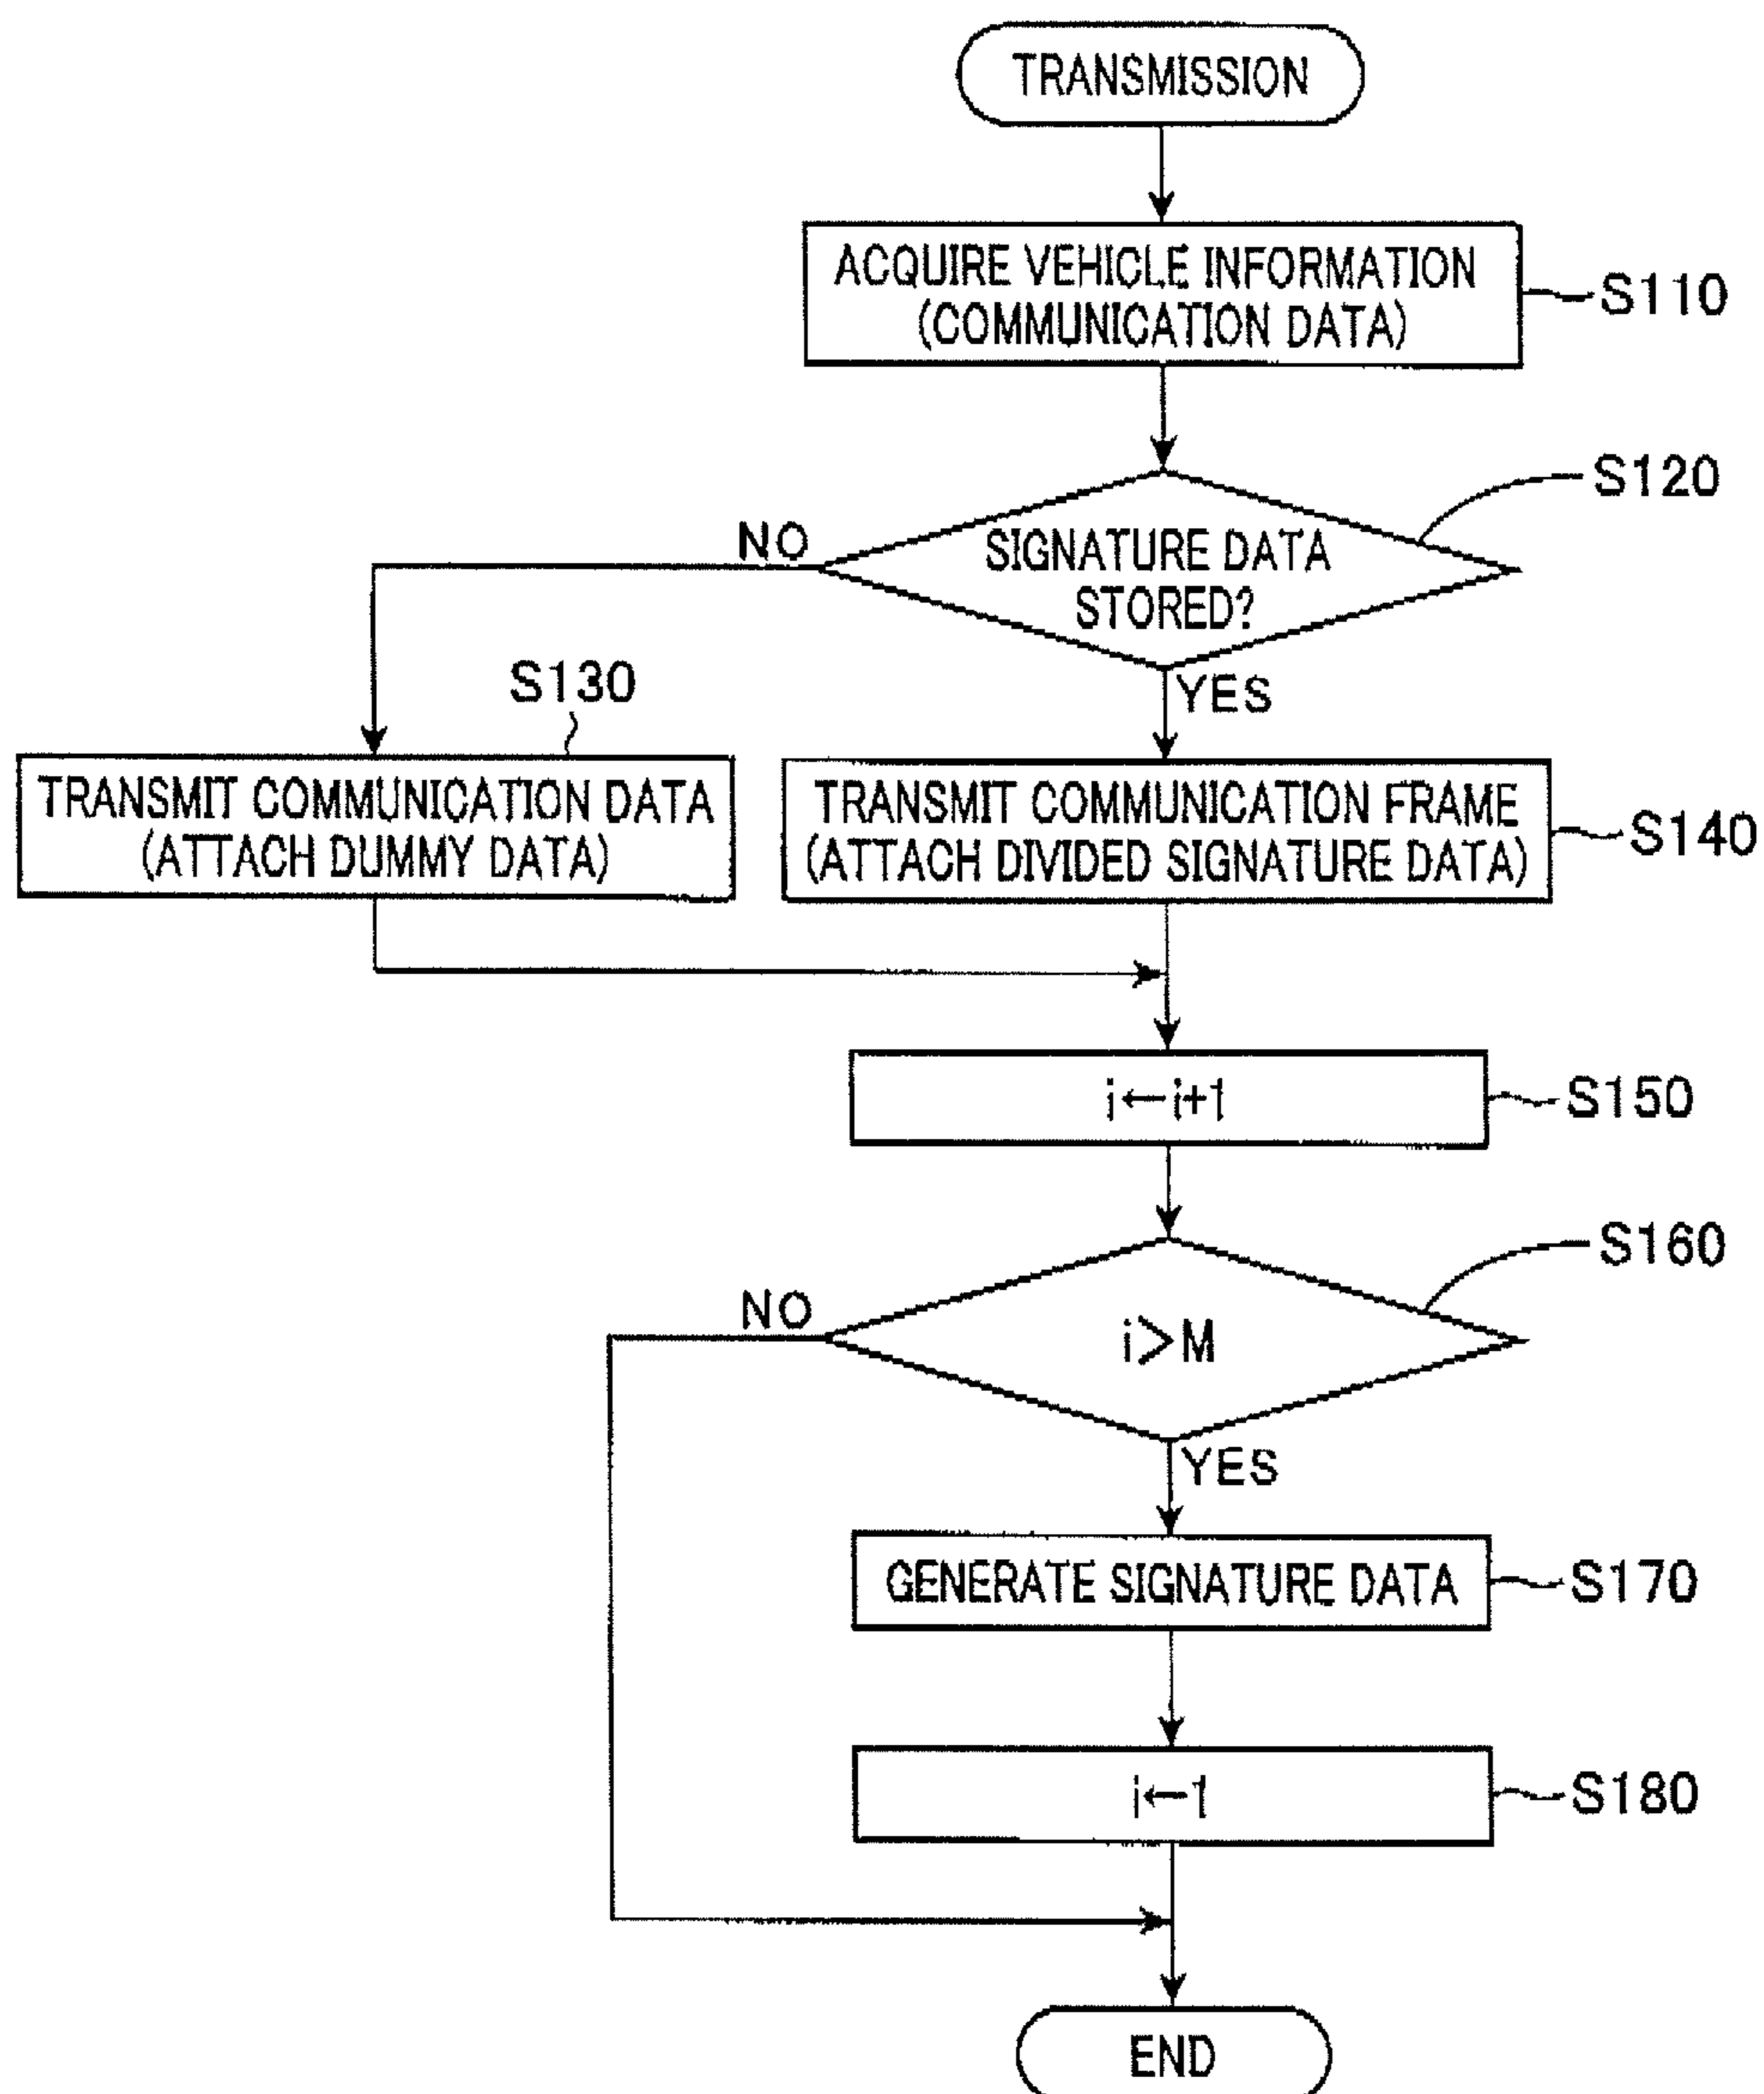 TRANSMISSION
ACQUIRE VEHICLE INFORMATION
(COMMUNICATION DATA)
S110
S120
NO
SIGNATURE DATA
STORED?
YES
S130
TRANSMIT COMMUNICATION DATA
(ATTACH DUMMY DATA)
TRANSMIT COMMUNICATION FRAME
(ATTACH DIVIDED SIGNATURE DATA)
S140
i←i+1
S150
S160
NO
i>M
YES
GENERATE SIGNATURE DATA
S170
i←1
S180
END